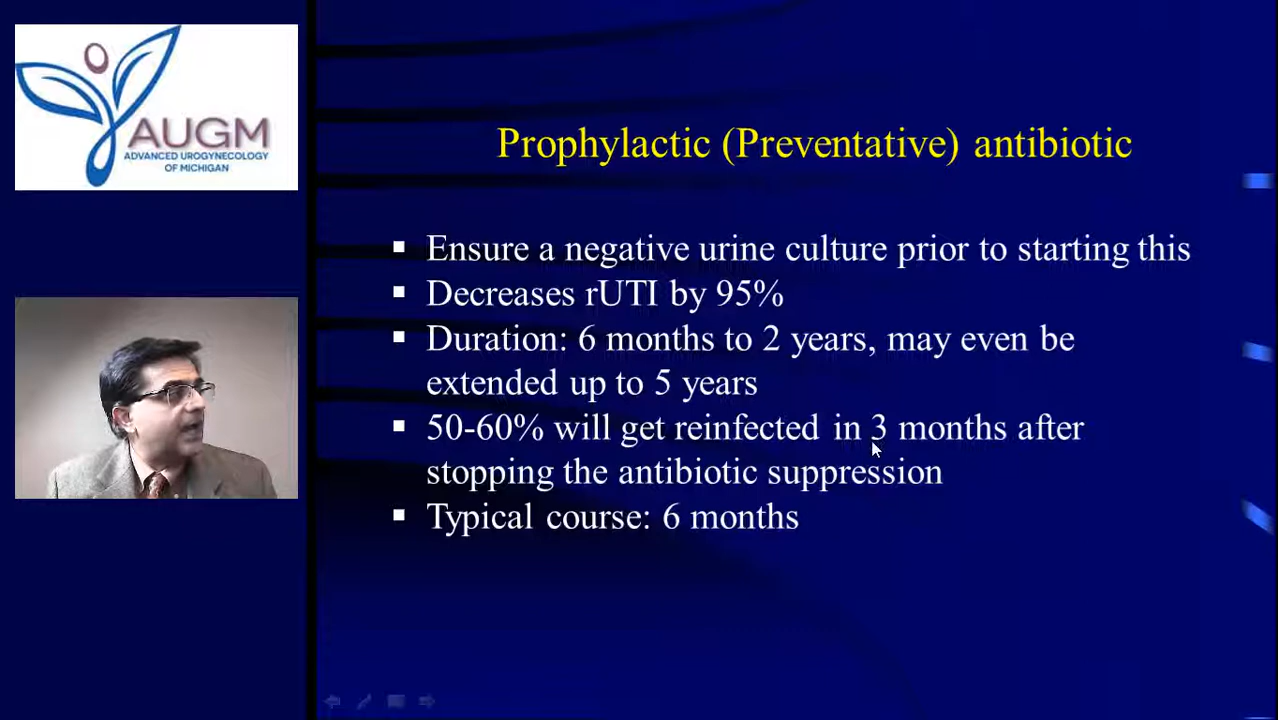 AUGM
ADVANCED UROGYNECOLOGY
OF MICHIGAN
Prophylactic (Preventative) antibiotic
▪ Ensure a negative urine culture prior to starting this
▪ Decreases rUTI by 95%
▪ Duration: 6 months to 2 years, may even be
extended up to 5 years
▪ 50-60% will get reinfected in 3 months after
stopping the antibiotic suppression
▪ Typical course: 6 months